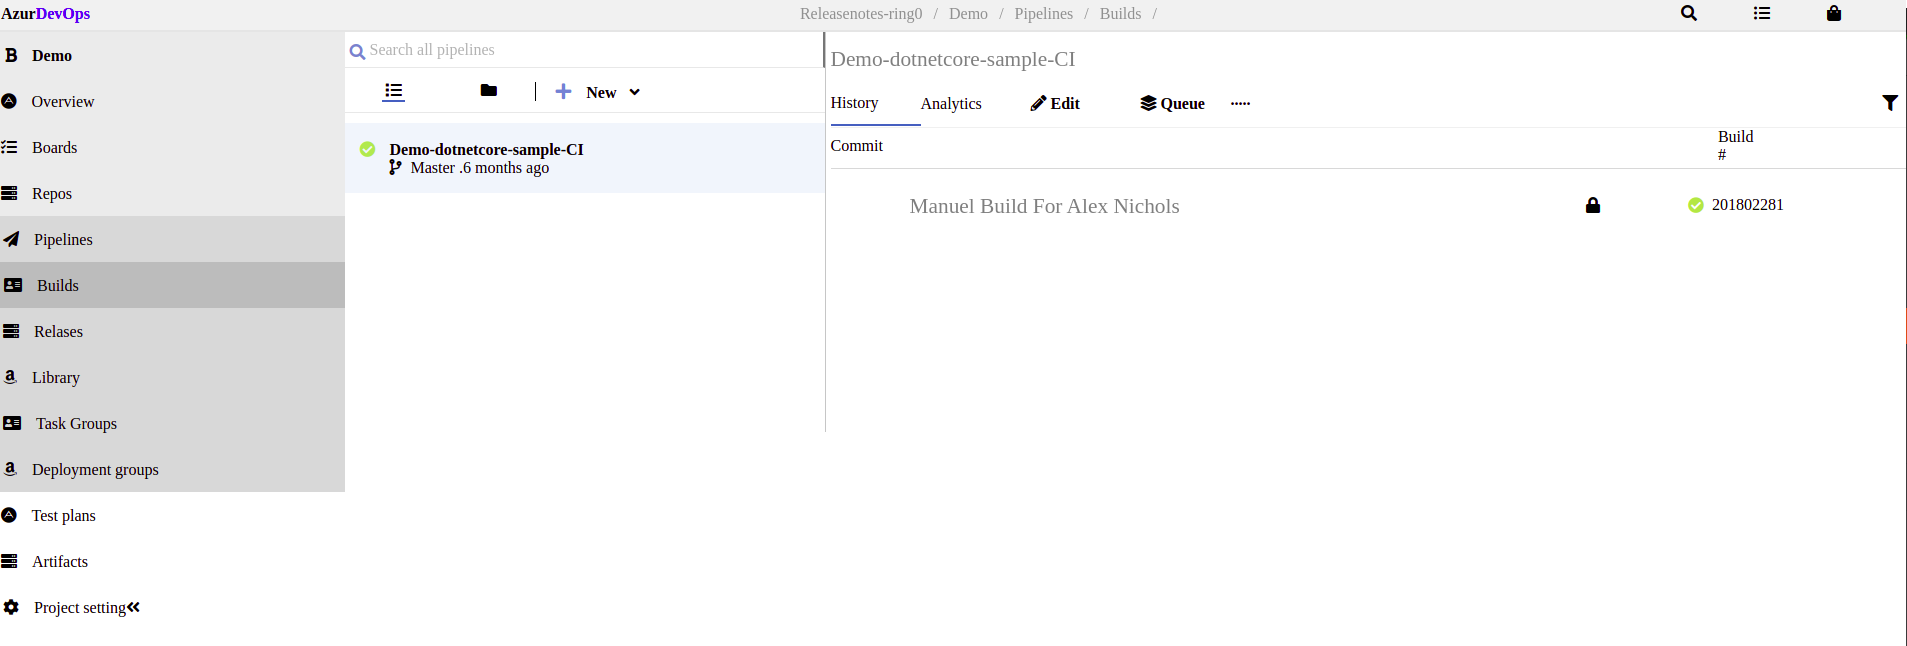 AzurDevOps
Releasenotes-ring0 / Demo / Pipelines / Builds /
Demo
Overview
Boards
Repos
Pipelines
Builds
Relases
Library
Task Groups
Deployment groups
Test plans
Artifacts
Project setting
Search all pipelines
New
Demo-dotnetcore-sample-CI
Master .6 months ago
Demo-dotnetcore-sample-CI
History Analytics Edit Queue .....
Commit
Build
#
Manuel Build For Alex Nichols
201802281